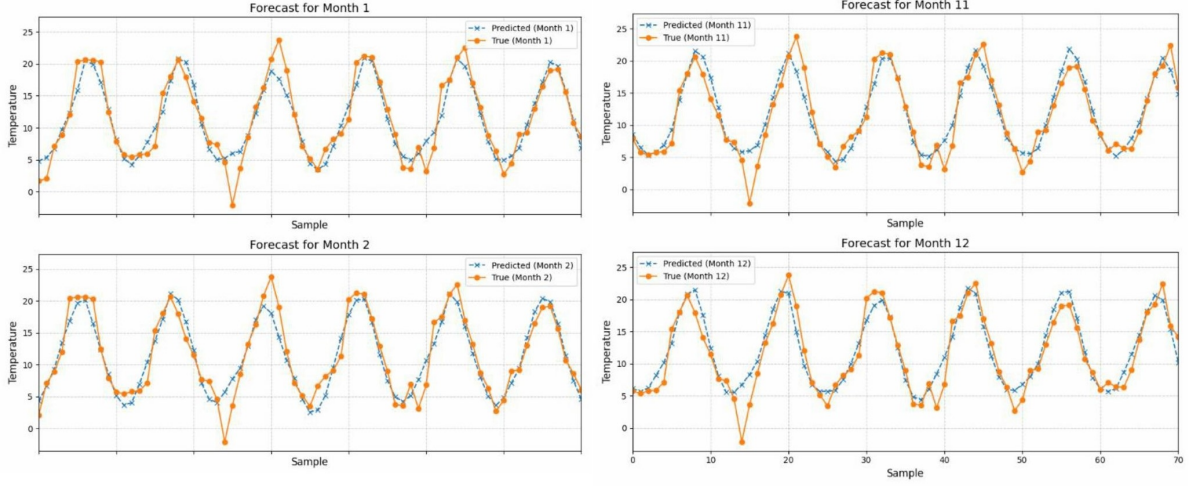 Forecast for Month 1
Predicted (Month 1)
True (Month 1)
25
20
15
10
5
0
Temperature
Sample
Forecast for Month 11
Predicted (Month 11)
True (Month 11)
25
20
15
10
5
0
Temperature
Sample
Forecast for Month 2
Predicted (Month 2)
True (Month 2)
25
20
15
10
5
0
Temperature
Sample
Forecast for Month 12
Predicted (Month 12)
True (Month 12)
25
20
15
10
5
0
Temperature
0 10 20 30 40 50 60 70
Sample